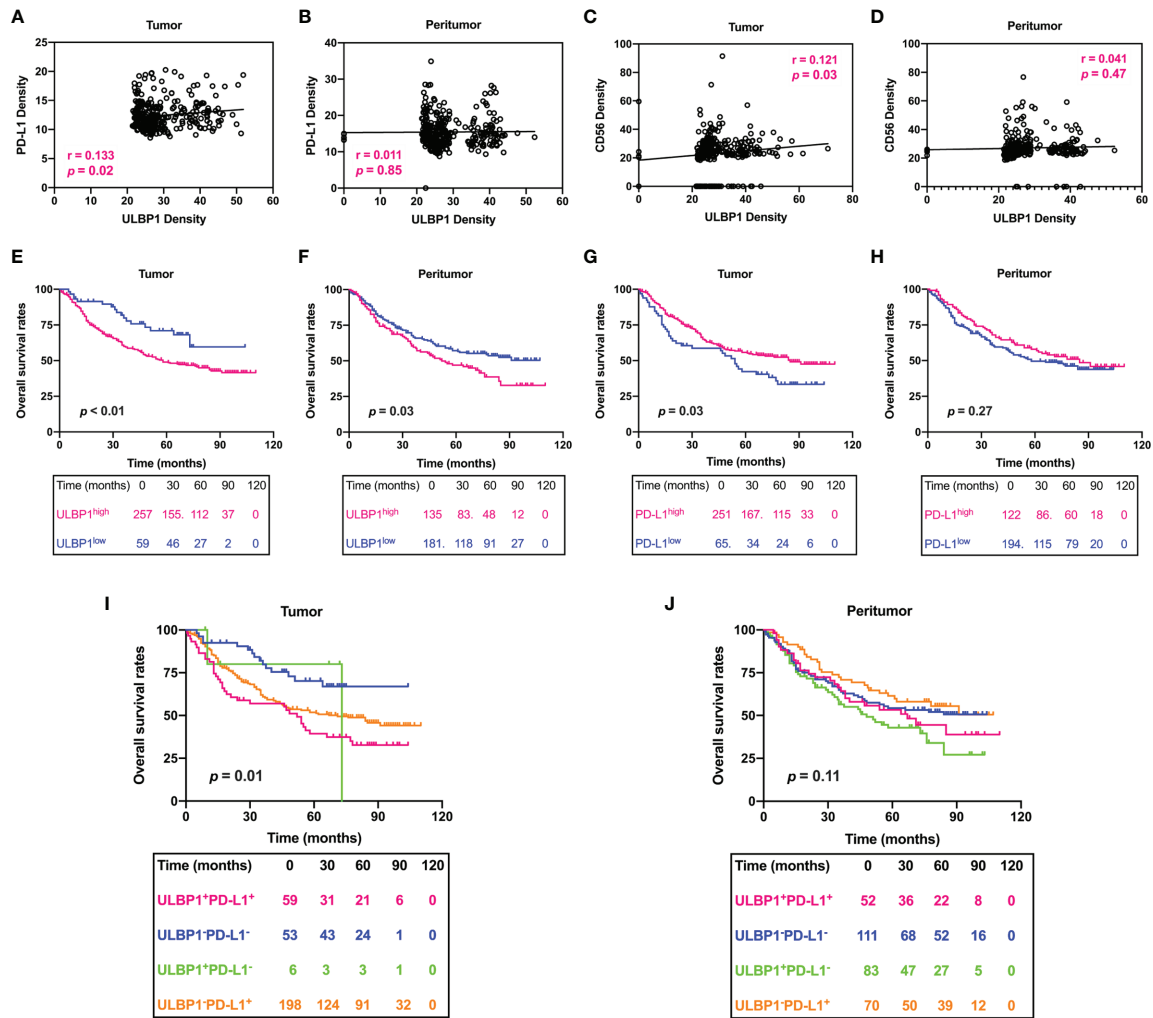 A
Tumor
PD-L1 Density
25
20
15
10
5
0
r = 0.133
p = 0.02
0 10 20 30 40 50 60
ULBP1 Density
B
Peritumor
PD-L1 Density
40
30
20
10
0
r = 0.011
p = 0.85
0 10 20 30 40 50 60
ULBP1 Density
C
Tumor
CD56 Density
100
80
60
40
20
0
r = 0.121
p = 0.03
0 20 40 60 80
ULBP1 Density
D
Peritumor
CD56 Density
100
80
60
40
20
0
r = 0.041
p = 0.47
0 20 40 60
ULBP1 Density
E
Tumor
Overall survival rates
100
75
50
25
0
p < 0.01
0 30 60 90 120
Time (months)
Time (months) 0 30 60 90 120
ULBP1high 257 155. 112 37 0
ULBP1low 59 46 27 2 0
F
Peritumor
Overall survival rates
100
75
50
25
0
p = 0.03
0 30 60 90 120
Time (months)
Time (months) 0 30 60 90 120
ULBP1high 135 83. 48 12 0
ULBP1low 181. 118 91 27 0
G
Tumor
Overall survival rates
100
75
50
25
0
p = 0.03
0 30 60 90 120
Time (months)
Time (months) 0 30 60 90 120
PD-L1high 251 167. 115 33 0
PD-L1low 65. 34 24 6 0
H
Peritumor
Overall survival rates
100
75
50
25
0
p = 0.27
0 30 60 90 120
Time (months)
Time (months) 0 30 60 90 120
PD-L1high 122 86. 60 18 0
PD-L1low 194. 115 79 20 0
I
Tumor
Overall survival rates
100
75
50
25
0
p = 0.01
0 30 60 90 120
Time (months)
Time (months) 0 30 60 90 120
ULBP1+PD-L1+ 59 31 21 6 0
ULBP1-PD-L1- 53 43 24 1 0
ULBP1+PD-L1- 6 3 3 1 0
ULBP1-PD-L1+ 198 124 91 32 0
J
Peritumor
Overall survival rates
100
75
50
25
0
p = 0.11
0 30 60 90 120
Time (months)
Time (months) 0 30 60 90 120
ULBP1+PD-L1+ 52 36 22 8 0
ULBP1-PD-L1- 111 68 52 16 0
ULBP1+PD-L1- 83 47 27 5 0
ULBP1-PD-L1+ 70 50 39 12 0